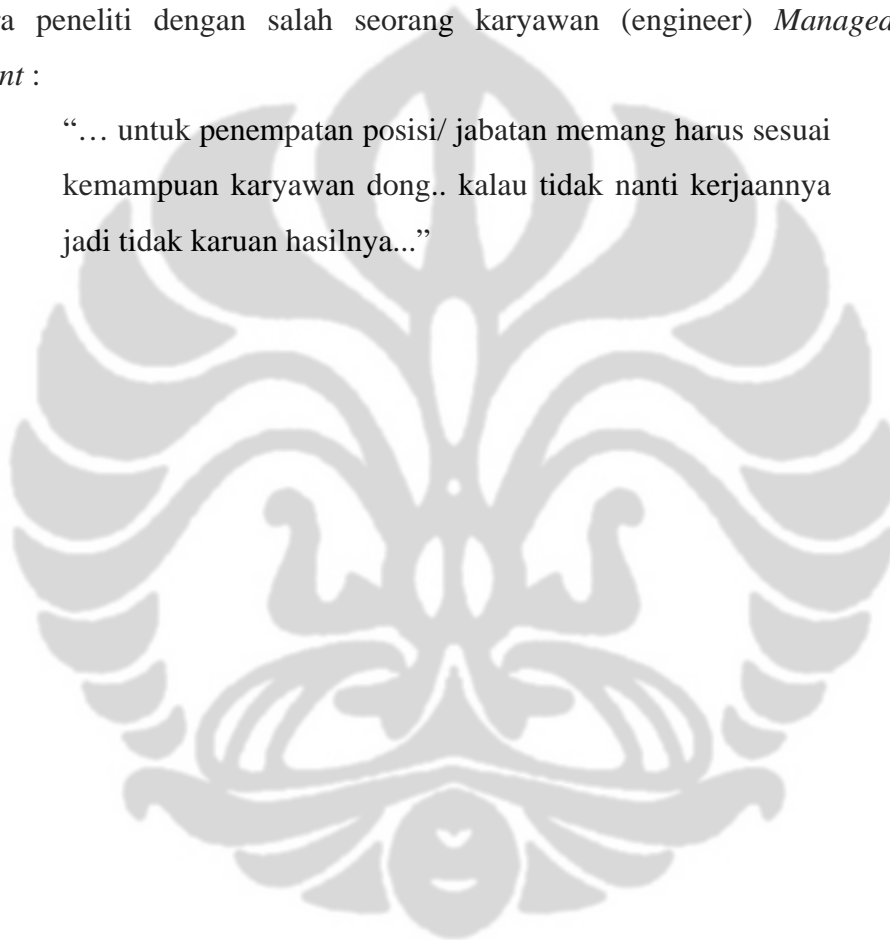 peneliti dengan salah seorang karyawan (engineer) Managed
:
“… untuk penempatan posisi/ jabatan memang harus sesuai
kemampuan karyawan dong.. kalau tidak nanti kerjaannya
jadi tidak karuan hasilnya...”